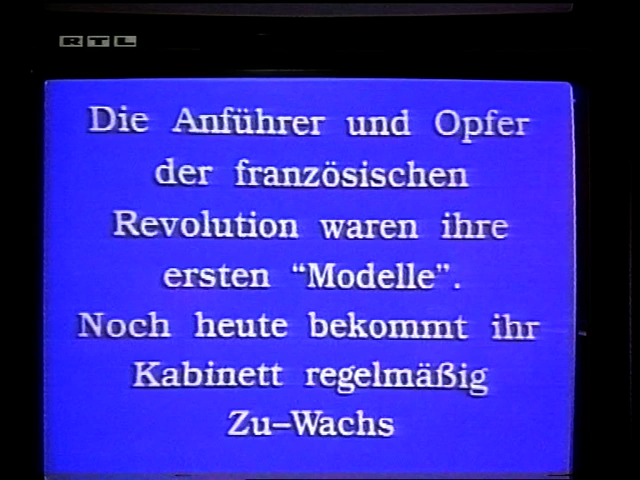 RTL
Die Anführer und Opfer
der französischen
Revolution waren ihre
ersten “Modelle”.
Noch heute bekommt ihr
Kabinett regelmäßig
Zu–Wachs